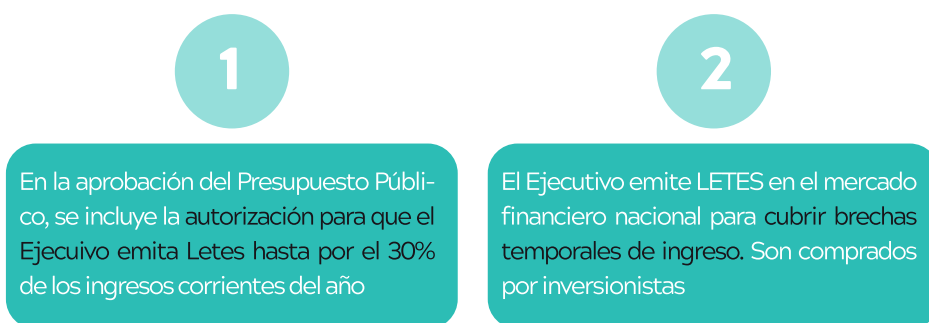 1
En la aprobación del Presupuesto Públi-
co, se incluye la autorización para que el
Ejecuivo emita Letes hasta por el 30%
de los ingresos corrientes del año
2
El Ejecutivo emite LETES en el mercado
financiero nacional para cubrir brechas
temporales de ingreso. Son comprados
por inversionistas